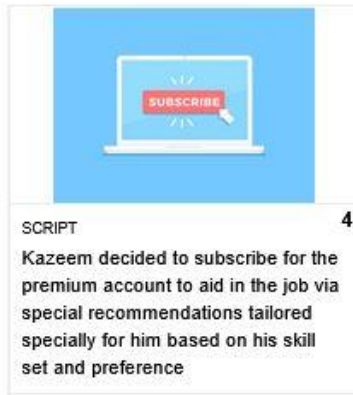 SUBSCRIBE
4
SCRIPT
Kazeem decided to subscribe for the
premium account to aid in the job via
special recommendations tailored
specially for him based on his skill
set and preference